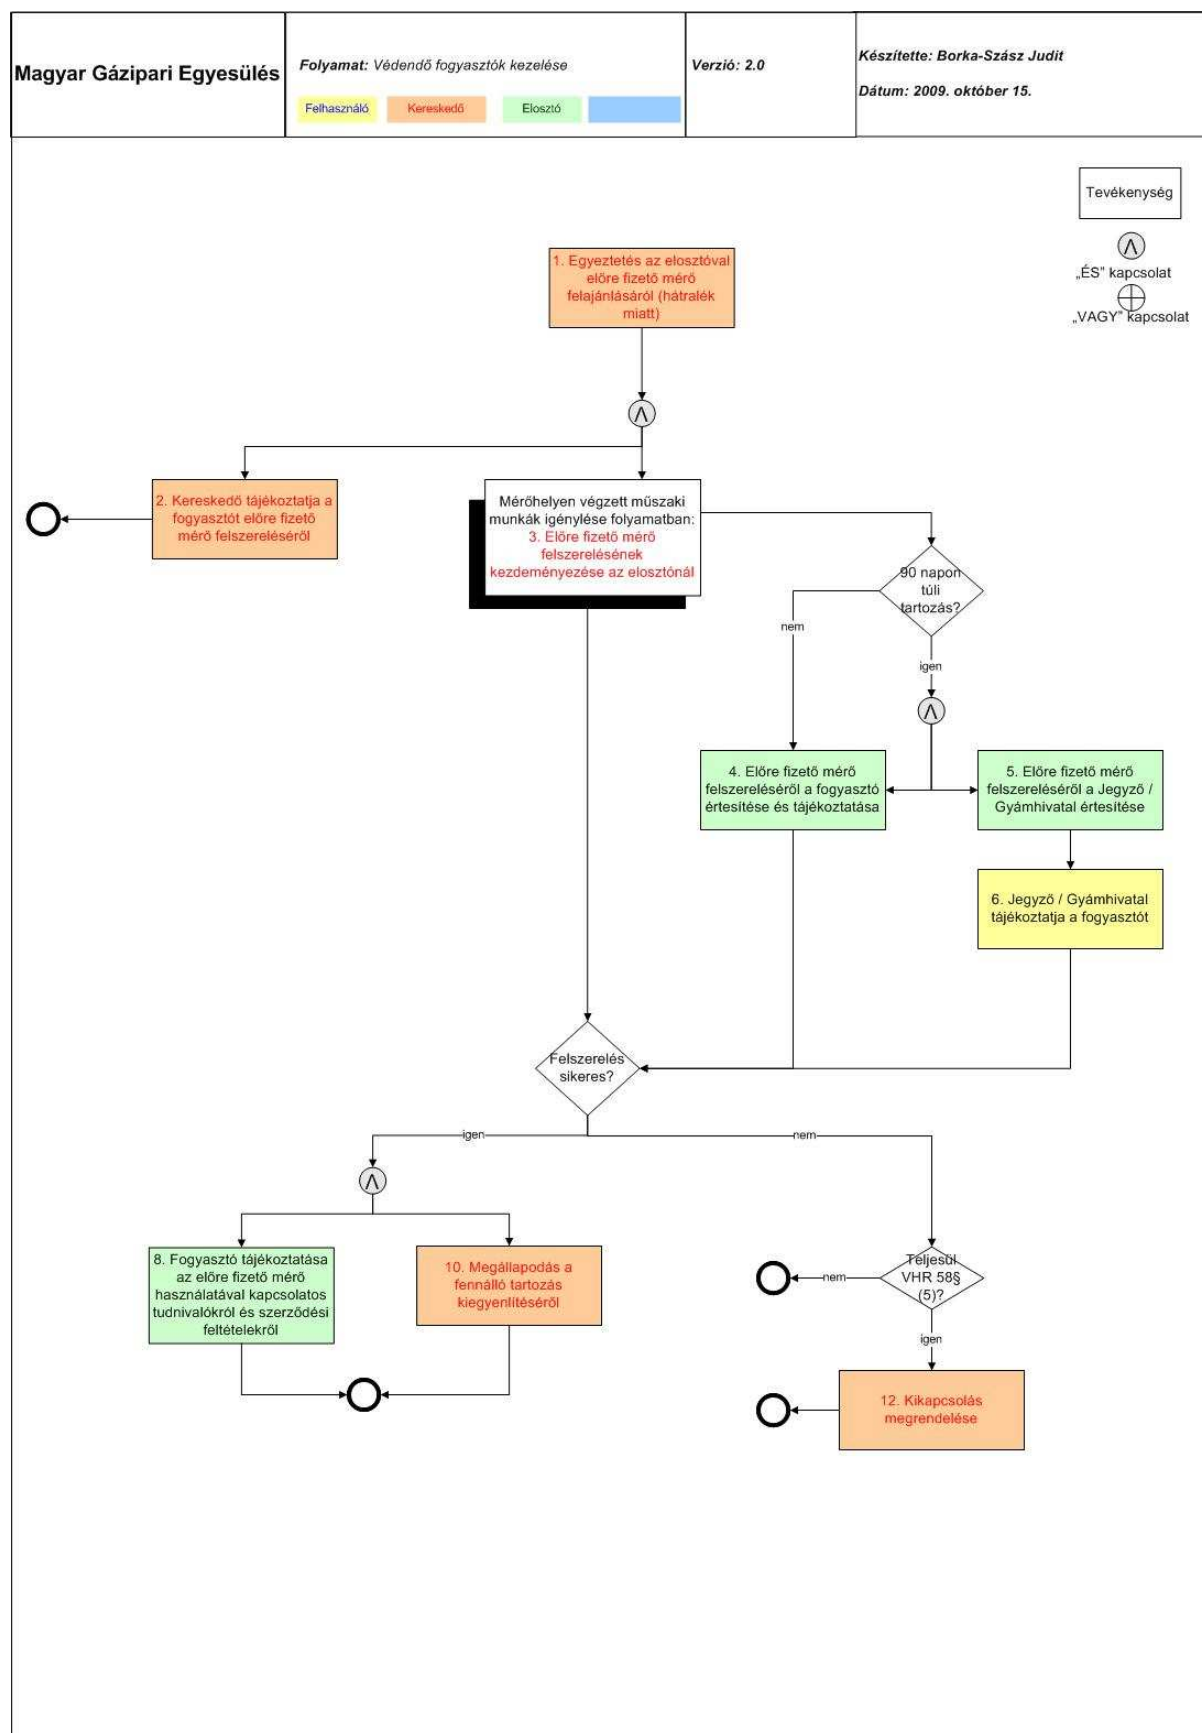 Magyar Gázipari Egyesülés
Folyamat: Védendő fogyasztók kezelése
Felhasználó
Kereskedő
Elosztó
Verzió: 2.0
Készítette: Borka-Szász Judit
Dátum: 2009. október 15.
Tevékenység
„ÉS" kapcsolat
„VAGY" kapcsolat
1. Egyeztetés az elosztóval
előre fizető mérő
felajánlásáról (hátralék
miatt)
2. Kereskedő tájékoztatja a
fogyasztót előre fizető
mérő felszereléséről
Mérőhelyen végzett műszaki
munkák igénylése folyamatban:
3. Előre fizető mérő
felszerelésének
kezdeményezése az elosztónál
90 napon
túli
tartozás?
nem
igen
4. Előre fizető mérő
felszereléséről a fogyasztó
értesítése és tájékoztatása
5. Előre fizető mérő
felszereléséről a Jegyző /
Gyámhivatal értesítése
6. Jegyző / Gyámhivatal
tájékoztatja a fogyasztót
Felszerelés
sikeres?
igen
nem
8. Fogyasztó tájékoztatása
az előre fizető mérő
használatával kapcsolatos
tudnivalókról és szerződési
feltételekről
10. Megállapodás a
fennálló tartozás
kiegyenlítéséről
Teljesül
VHR 58§
(5)?
nem
igen
12. Kikapcsolás
megrendelése